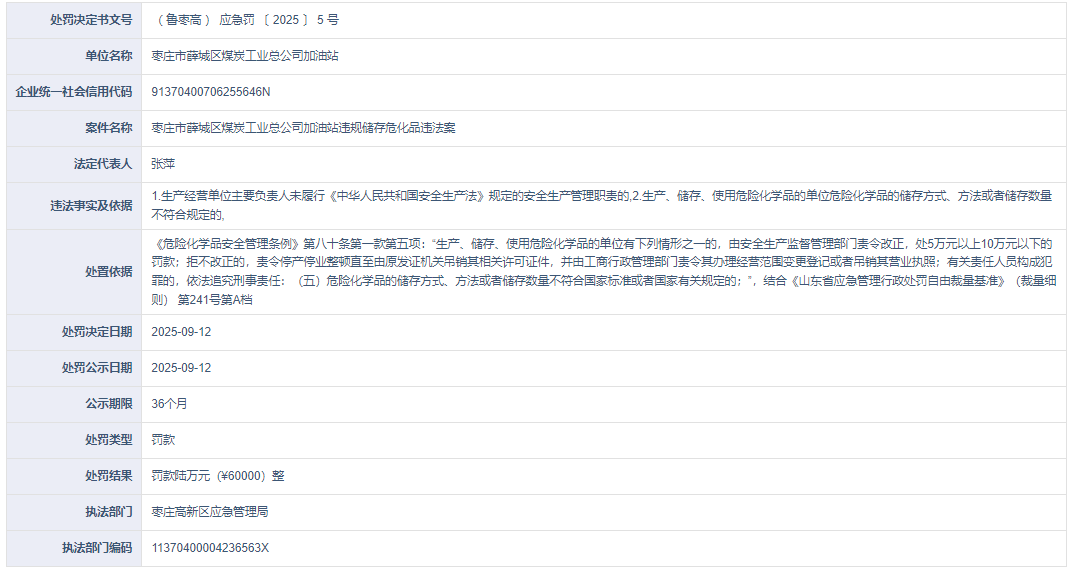 处罚决定书文号 （鲁枣高）应急罚〔2025〕5号
单位名称 枣庄市薛城区煤炭工业总公司加油站
企业统一社会信用代码 91370400706255646N
案件名称 枣庄市薛城区煤炭工业总公司加油站违规储存危化品违法案
法定代表人 张萍
违法事实及依据 1.生产经营单位主要负责人未履行《中华人民共和国安全生产法》规定的安全生产管理职责的,2.生产、储存、使用危险化学品的单位危险化学品的储存方式、方法或者储存数量
不符合规定的,
《危险化学品安全管理条例》第八十条第一款第五项：“生产、储存、使用危险化学品的单位有下列情形之一的，由安全生产监督管理部门责令改正，处5万元以上10万元以下的
罚款；拒不改正的，责令停产停业整顿直至由原发证机关吊销其相关许可证件，并由工商行政管理部门责令其办理经营范围变更登记或者吊销其营业执照；有关责任人员构成犯
处置依据
罪的，依法追究刑事责任：（五）危险化学品的储存方式、方法或者储存数量不符合国家标准或者国家有关规定的；”，结合《山东省应急管理行政处罚自由裁量基准》（裁量细
则） 第241号第A档
处罚决定日期 2025-09-12
处罚公示日期 2025-09-12
公示期限 36个月
处罚类型 罚款
处罚结果 罚款陆万元（¥60000）整
执法部门 枣庄高新区应急管理局
执法部门编码 11370400004236563X